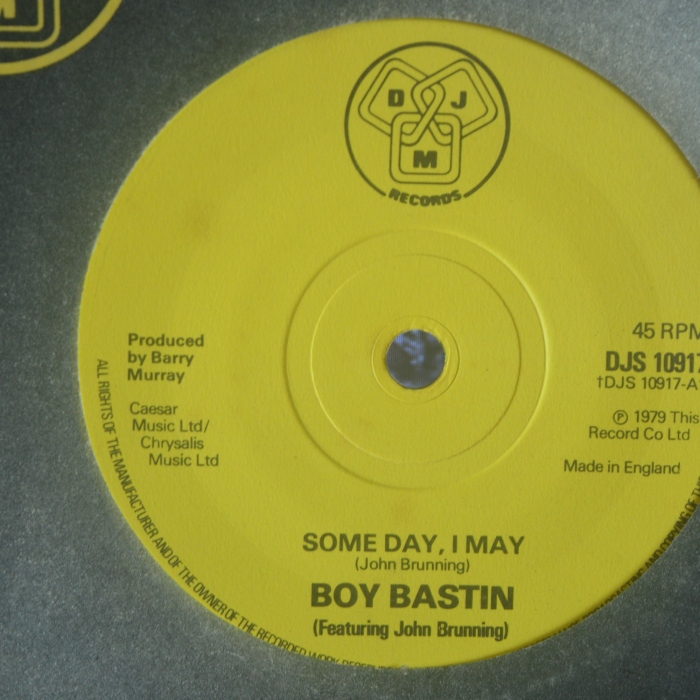 D J
M
RECORDS
Produced
by Barry
Murray
Caesar
Music Ltd/
Chrysalis
Music Ltd
45 RPM
DJS 10917
†DJS 10917-A
℗ 1979 This
Record Co Ltd
Made in England
SOME DAY, I MAY
(John Brunning)
BOY BASTIN
(Featuring John Brunning)
ALL RIGHTS OF THE MANUFACTURER AND OF THE OWNER OF THE RECORDED WORK